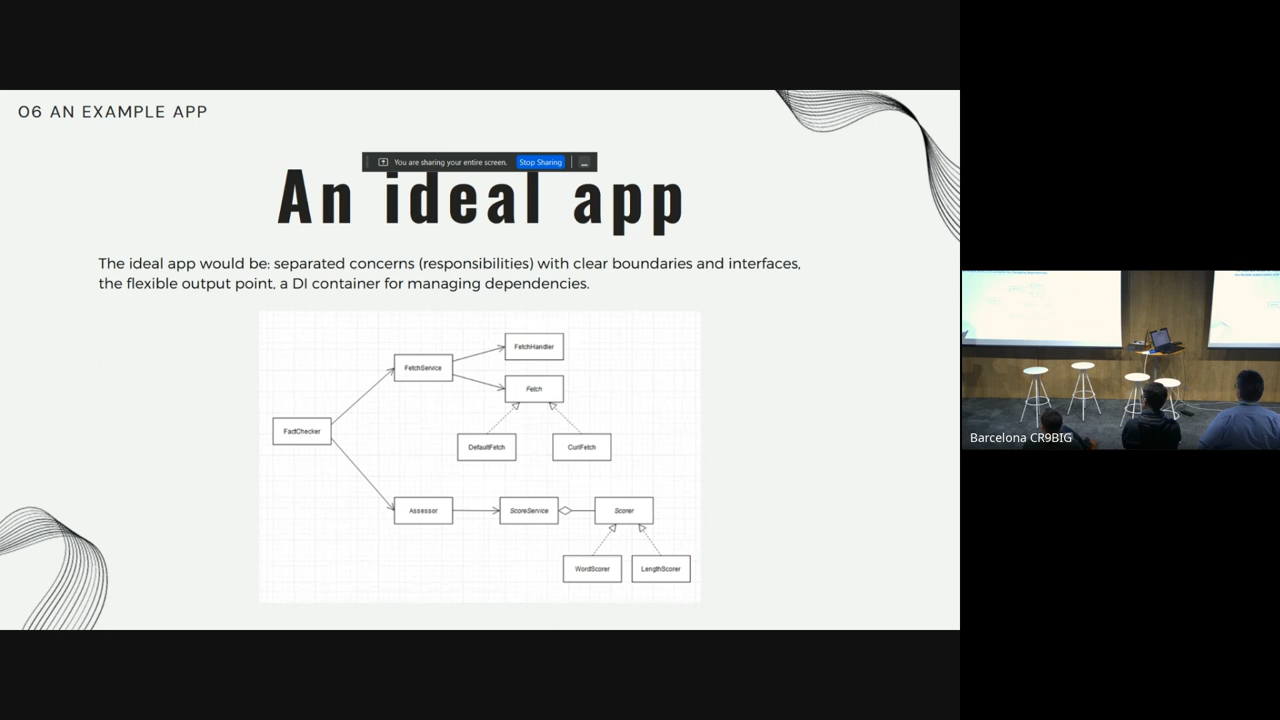 06 AN EXAMPLE APP
You are sharing your entire screen. Stop Sharing
An ideal app
The ideal app would be: separated concerns (responsibilities) with clear boundaries and interfaces,
the flexible output point, a DI container for managing dependencies.
FetchHandler
FetchService
Fetch
FactChecker
DefaultFetch
CurlFetch
Assessor
ScoreService
Scorer
WordScorer
LengthScorer
Barcelona CR9BIG